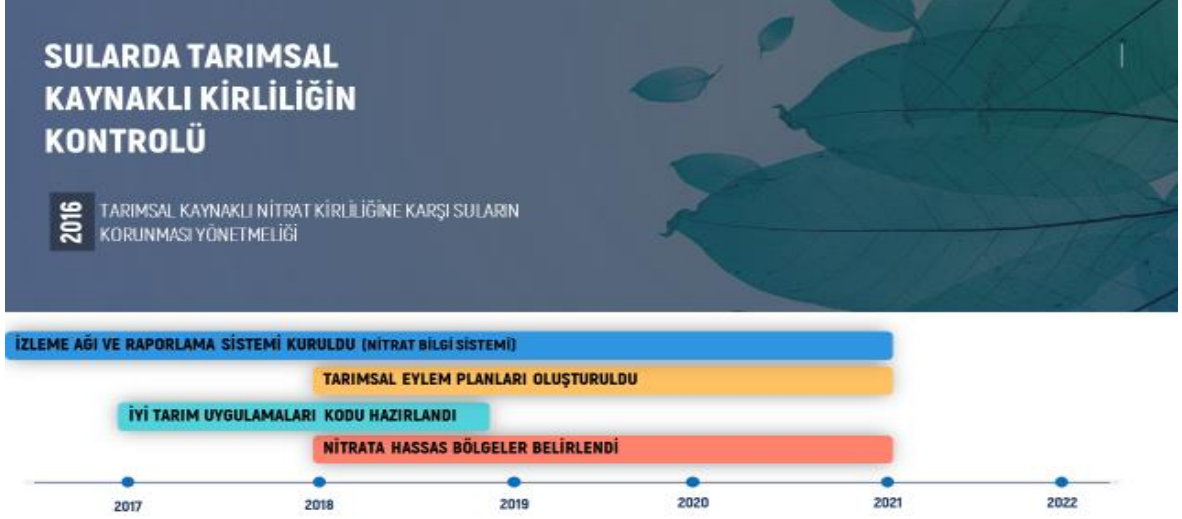 SULARDA TARIMSAL
KAYNAKLI KİRLİLİĞİN
KONTROLÜ
2016
TARIMSAL KAYNAKLI NİTRAT KİRLİLİĞİNE KARŞI SULARIN
KORUNMASI YÖNETMELİĞİ
İZLEME AĞI VE RAPORLAMA SİSTEMİ KURULDU (NİTRAT BİLGİ SİSTEMİ)
TARIMSAL EYLEM PLANLARI OLUŞTURULDU
İYİ TARIM UYGULAMALARI KODU HAZIRLANDI
NİTRATA HASSAS BÖLGELER BELİRLENDİ
2017 2018 2019 2020 2021 2022